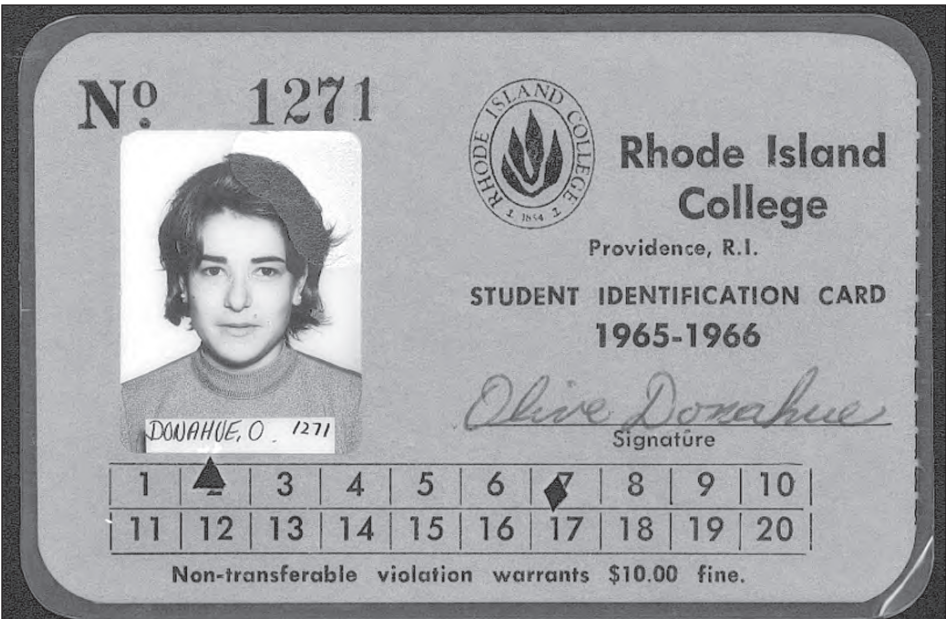 Nº 1271
RHODE ISLAND COLLEGE
1854
Rhode Island
College
Providence, R.I.
STUDENT IDENTIFICATION CARD
1965-1966
Olive Donahue
Signature
DONAHUE, O. 1271
1 3 4 5 6 7 8 9 10
11 12 13 14 15 16 17 18 19 20
Non-transferable violation warrants $10.00 fine.